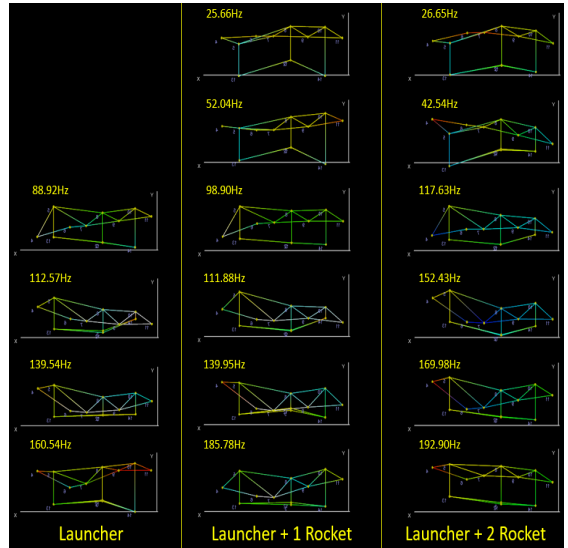 25.66Hz
26.65Hz
52.04Hz
42.54Hz
88.92Hz
98.90Hz
117.63Hz
112.57Hz
111.88Hz
152.43Hz
139.54Hz
139.95Hz
169.98Hz
160.54Hz
185.78Hz
192.90Hz
Launcher
Launcher + 1 Rocket
Launcher + 2 Rocket